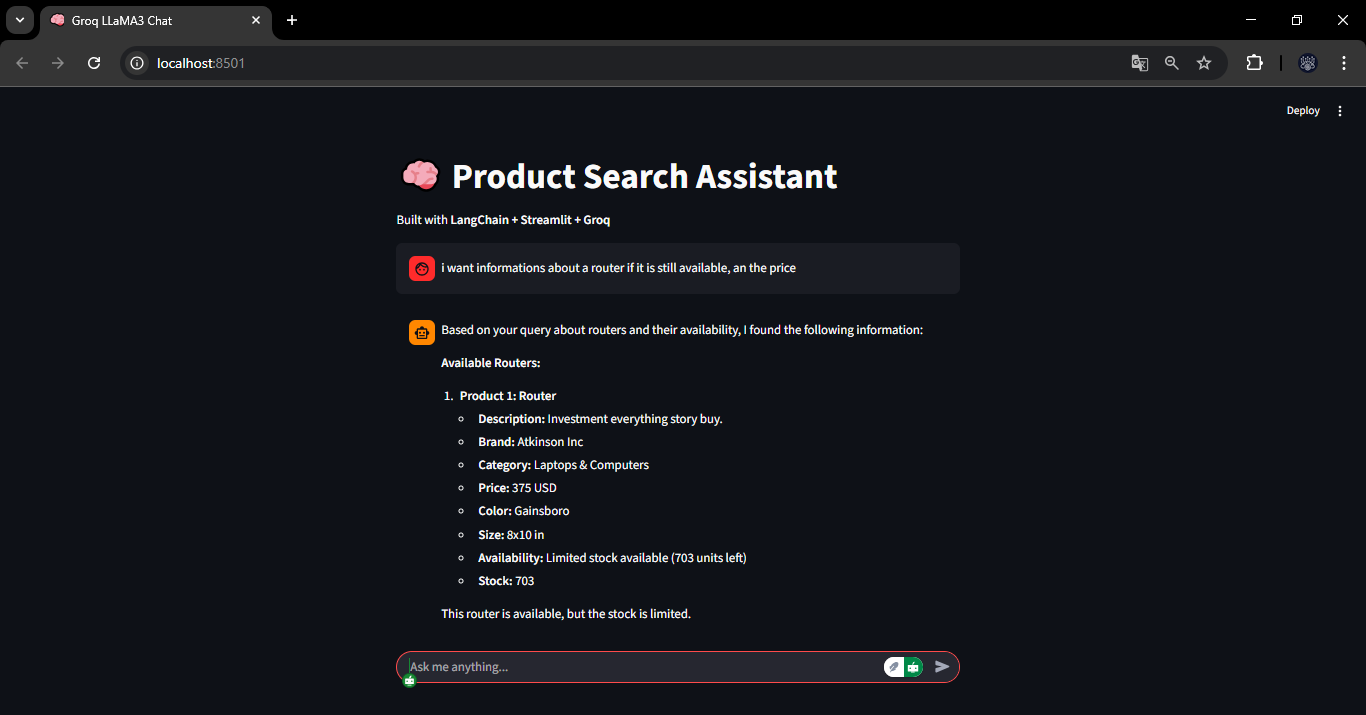 Groq LLaMA3 Chat
localhost:8501
Deploy
Product Search Assistant
Built with LangChain + Streamlit + Groq
i want informations about a router if it is still available, an the price
Based on your query about routers and their availability, I found the following information:
Available Routers:
1. Product 1: Router
Description: Investment everything story buy.
Brand: Atkinson Inc
Category: Laptops & Computers
Price: 375 USD
Color: Gainsboro
Size: 8x10 in
Availability: Limited stock available (703 units left)
Stock: 703
This router is available, but the stock is limited.
Ask me anything...